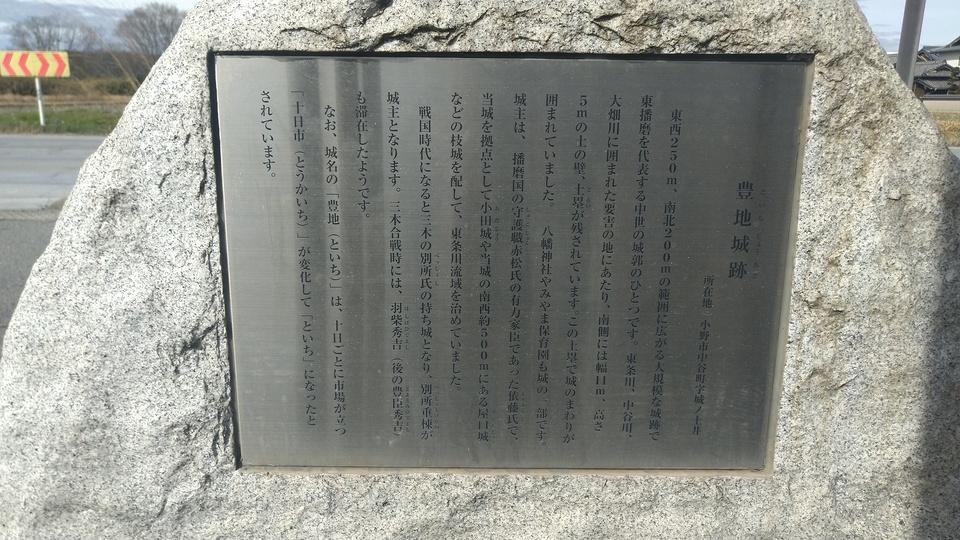 豊地城跡
所在地 小野市中谷町字城ノ土井
東西250m、南北200mの範囲に広がる大規模な城跡で
東播磨を代表する中世の城郭のひとつです。東条川、中谷川、
大畑川に囲まれた要害の地にあたり、南側には幅11m、高さ
5mの土の壁、土塁が残されています。この土塁で城のまわりが
囲まれていました。 八幡神社やみやま保育園も城の一部です。
城主は、播磨国の守護職赤松氏の有力家臣であった依藤氏で、
当城を拠点として小田城や当城の南西約500mにある屋口城
などの枝城を配して、東条川流域を治めていました。
戦国時代になると三木の別所氏の持ち城となり、別所重棟が
城主となります。三木合戦時には、羽柴秀吉(後の豊臣秀吉)
も滞在したようです。
なお、城名の「豊地(といち)」は、十日ごとに市場が立つ
「十日市(とうかいち)」が変化して「といち」になったと
されています。